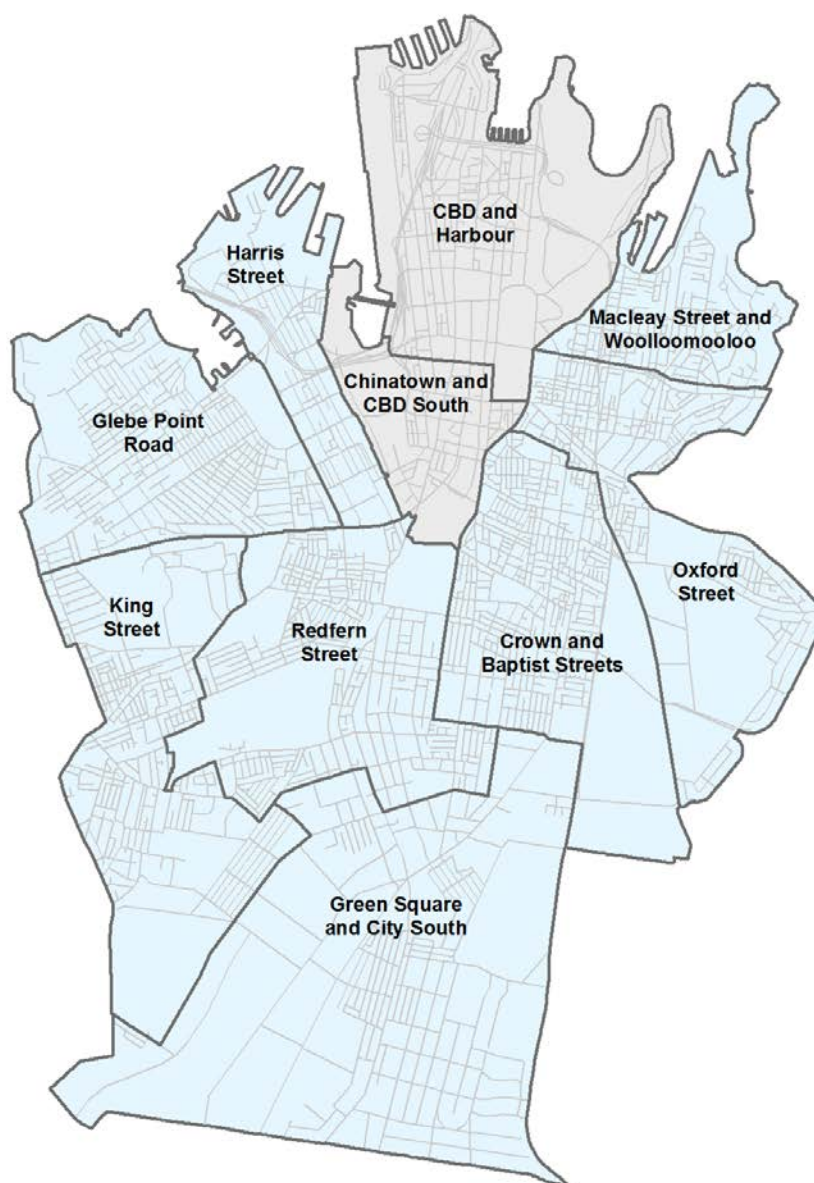 CBD and
Harbour
Harris
Street
Macleay Street and
Woolloomooloo
Chinatown and
CBD South
Glebe Point
Road
Oxford
Street
King
Street
Redfern
Street
Crown and
Baptist Streets
Green Square
and City South